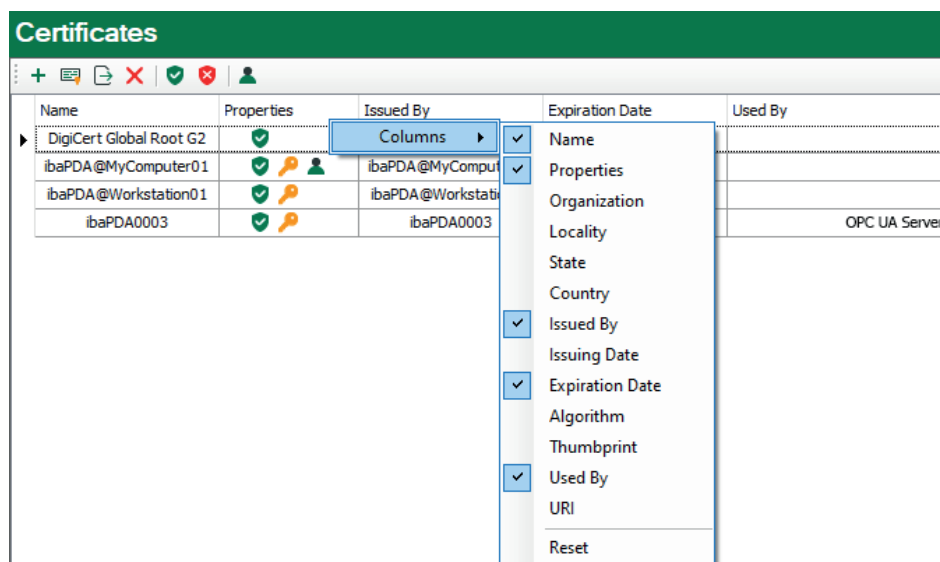 Certificates
Name Properties Issued By Expiration Date Used By
DigiCert Global Root G2
ibaPDA@MyComputer01 ibaPDA@MyComput
ibaPDA@Workstation01 ibaPDA@Workstati
ibaPDA0003 ibaPDA0003 OPC UA Server
Columns
Name
Properties
Organization
Locality
State
Country
Issued By
Issuing Date
Expiration Date
Algorithm
Thumbprint
Used By
URI
Reset